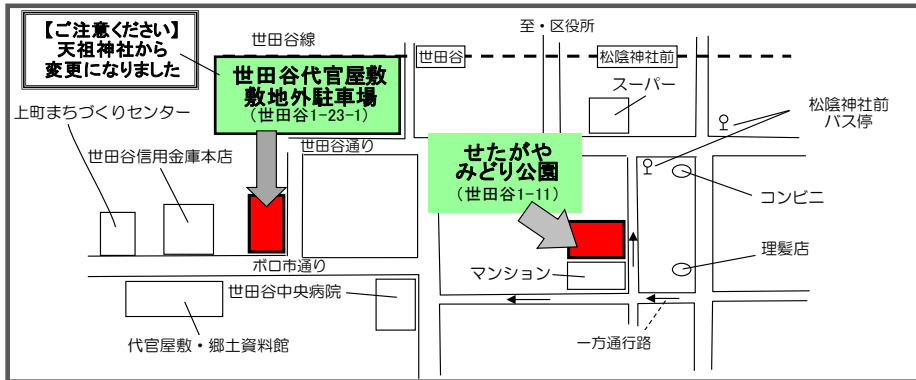 【ご注意ください】
天祖神社から
変更になりました
世田谷線
至・区役所
世田谷
松陰神社前
世田谷代官屋敷
敷地外駐車場
(世田谷1-23-1)
スーパー
上町まちづくりセンター
松陰神社前
バス停
世田谷通り
せたがや
みどり公園
(世田谷1-11)
世田谷信用金庫本店
コンビニ
ボロ市通り
マンション
理髪店
世田谷中央病院
代官屋敷・郷土資料館
一方通行路